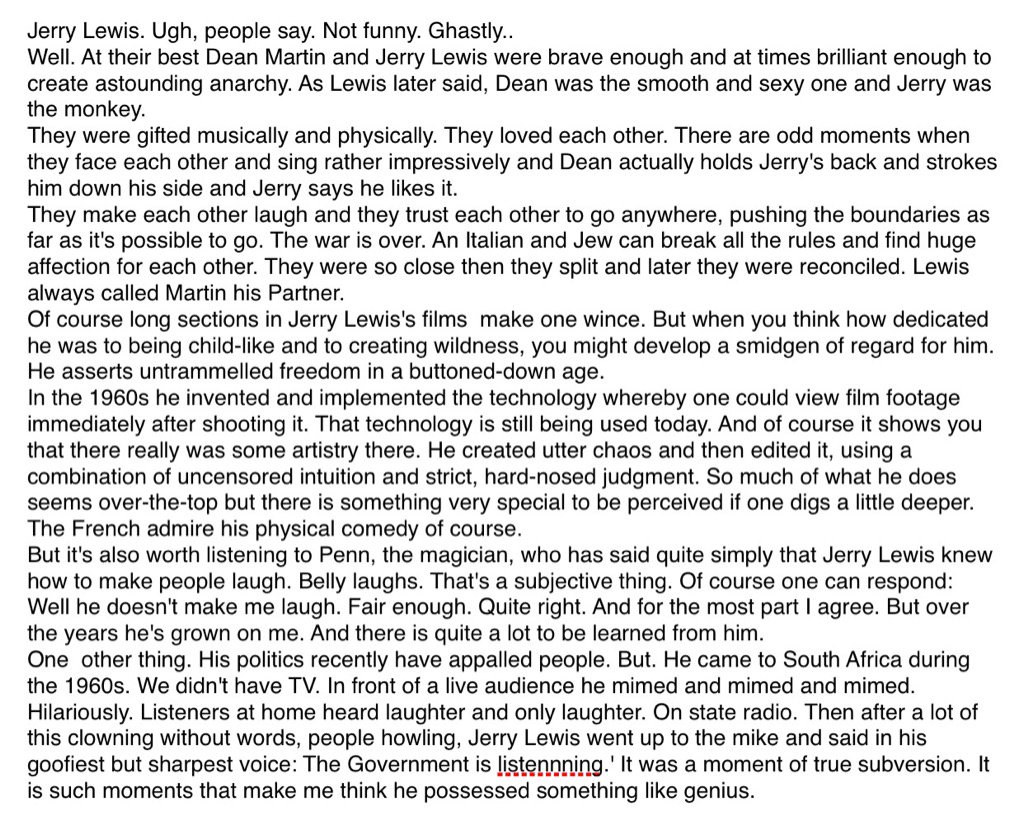 Jerry Lewis. Ugh, people say. Not funny. Ghastly..
Well. At their best Dean Martin and Jerry Lewis were brave enough and at times brilliant enough to
create astounding anarchy. As Lewis later said, Dean was the smooth and sexy one and Jerry was
the monkey.
They were gifted musically and physically. They loved each other. There are odd moments when
they face each other and sing rather impressively and Dean actually holds Jerry's back and strokes
him down his side and Jerry says he likes it.
They make each other laugh and they trust each other to go anywhere, pushing the boundaries as
far as it's possible to go. The war is over. An Italian and Jew can break all the rules and find huge
affection for each other. They were so close then they split and later they were reconciled. Lewis
always called Martin his Partner.
Of course long sections in Jerry Lewis's films  make one wince. But when you think how dedicated
he was to being child-like and to creating wildness, you might develop a smidgen of regard for him.
He asserts untrammelled freedom in a buttoned-down age.
In the 1960s he invented and implemented the technology whereby one could view film footage
immediately after shooting it. That technology is still being used today. And of course it shows you
that there really was some artistry there. He created utter chaos and then edited it, using a
combination of uncensored intuition and strict, hard-nosed judgment. So much of what he does
seems over-the-top but there is something very special to be perceived if one digs a little deeper.
The French admire his physical comedy of course.
But it's also worth listening to Penn, the magician, who has said quite simply that Jerry Lewis knew
how to make people laugh. Belly laughs. That's a subjective thing. Of course one can respond:
Well he doesn't make me laugh. Fair enough. Quite right. And for the most part I agree. But over
the years he's grown on me. And there is quite a lot to be learned from him.
One  other thing. His politics recently have appalled people. But. He came to South Africa during
the 1960s. We didn't have TV. In front of a live audience he mimed and mimed and mimed.
Hilariously. Listeners at home heard laughter and only laughter. On state radio. Then after a lot of
this clowning without words, people howling, Jerry Lewis went up to the mike and said in his
goofiest but sharpest voice: The Government is listennning.' It was a moment of true subversion. It
is such moments that make me think he possessed something like genius.